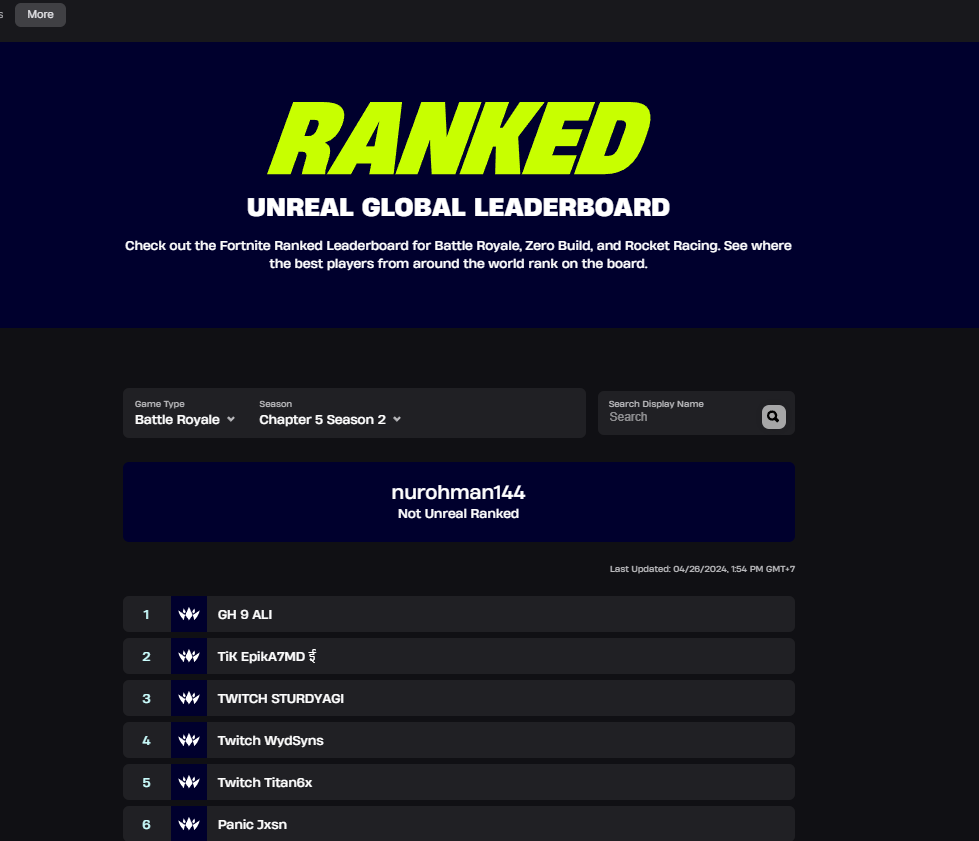 More
RANKED
UNREAL GLOBAL LEADERBOARD
Check out the Fortnite Ranked Leaderboard for Battle Royale, Zero Build, and Rocket Racing. See where
the best players from around the world rank on the board.
Game Type
Battle Royale
Season
Chapter 5 Season 2
Search Display Name
Search
nurohman144
Not Unreal Ranked
Last Updated: 04/26/2024, 1:54 PM GMT+7
1 GH 9 ALI
2 TiK EpikA7MD
3 TWITCH STURDYAGI
4 Twitch WydSyns
5 Twitch Titan6x
6 Panic Jxsn